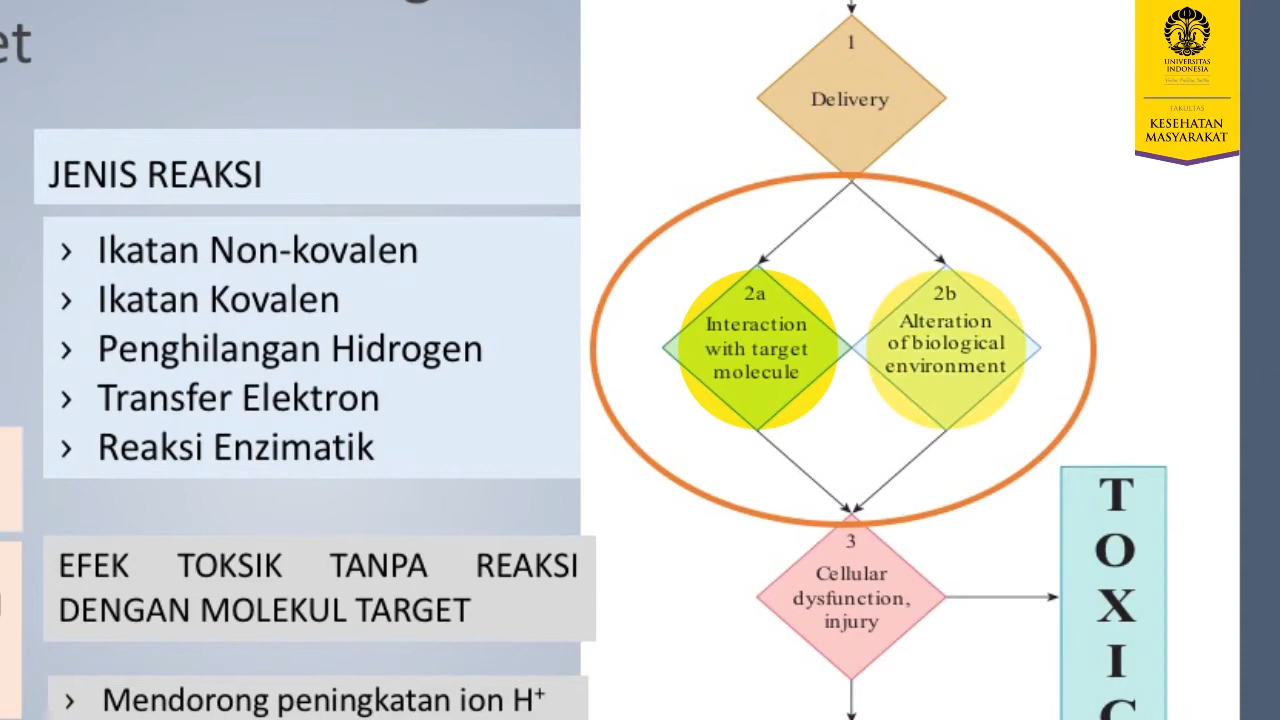 et
JENIS REAKSI
› Ikatan Non-kovalen
› Ikatan Kovalen
› Penghilangan Hidrogen
› Transfer Elektron
› Reaksi Enzimatik
EFEK TOKSIK TANPA REAKSI
DENGAN MOLEKUL TARGET
› Mendorong peningkatan ion H⁺
1
Delivery
2a
Interaction
with target
molecule
2b
Alteration
of biological
environment
3
Cellular
dysfunction,
injury
T
O
X
I
C
UNIVERSITAS
INDONESIA
FAKULTAS
KESEHATAN
MASYARAKAT